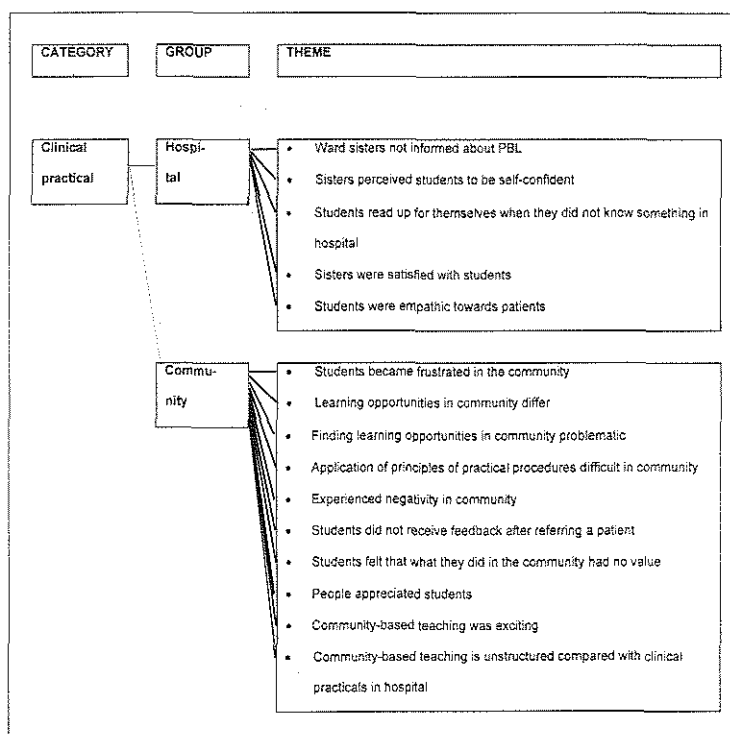 CATEGORY GROUP THEME
Clinical
practical
Hospi-
tal
• Ward sisters not informed about PBL
• Sisters perceived students to be self-confident
• Students read up for themselves when they did not know something in
hospital
• Sisters were satisfied with students
• Students were empathic towards patients
Commu-
nity
• Students became frustrated in the community
• Learning opportunities in community differ
• Finding learning opportunities in community problematic
• Application of principles of practical procedures difficult in community
• Experienced negativity in community
• Students did not receive feedback after referring a patient
• Students felt that what they did in the community had no value
• People appreciated students
• Community-based teaching was exciting
• Community-based teaching is unstructured compared with clinical
practicals in hospital